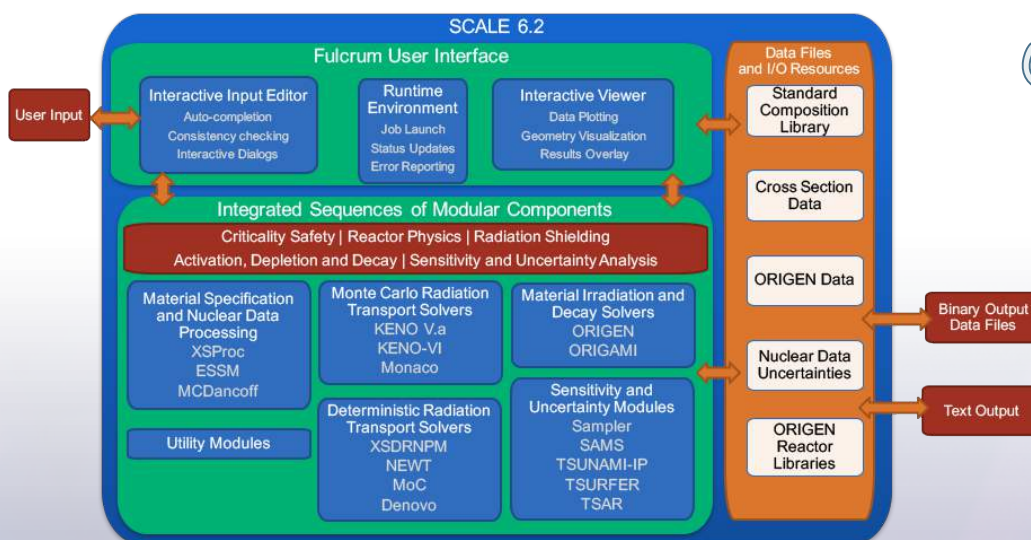 SCALE 6.2
Fulcrum User Interface
User Input
Interactive Input Editor
Auto-completion
Consistency checking
Interactive Dialogs
Runtime
Environment
Job Launch
Status Updates
Error Reporting
Interactive Viewer
Data Plotting
Geometry Visualization
Results Overlay
Integrated Sequences of Modular Components
Criticality Safety | Reactor Physics | Radiation Shielding
Activation, Depletion and Decay | Sensitivity and Uncertainty Analysis
Material Specification
and Nuclear Data
Processing
XSProc
ESSM
MCDancoff
Utility Modules
Monte Carlo Radiation
Transport Solvers
KENO V.a
KENO-VI
Monaco
Deterministic Radiation
Transport Solvers
XSDRNPM
NEWT
MoC
Denovo
Material Irradiation and
Decay Solvers
ORIGEN
ORIGAMI
Sensitivity and
Uncertainty Modules
Sampler
SAMS
TSUNAMI-IP
TSURFER
TSAR
Data Files
and I/O Resources
Standard
Composition
Library
Cross Section
Data
ORIGEN Data
Nuclear Data
Uncertainties
ORIGEN
Reactor
Libraries
Binary Output
Data Files
Text Output